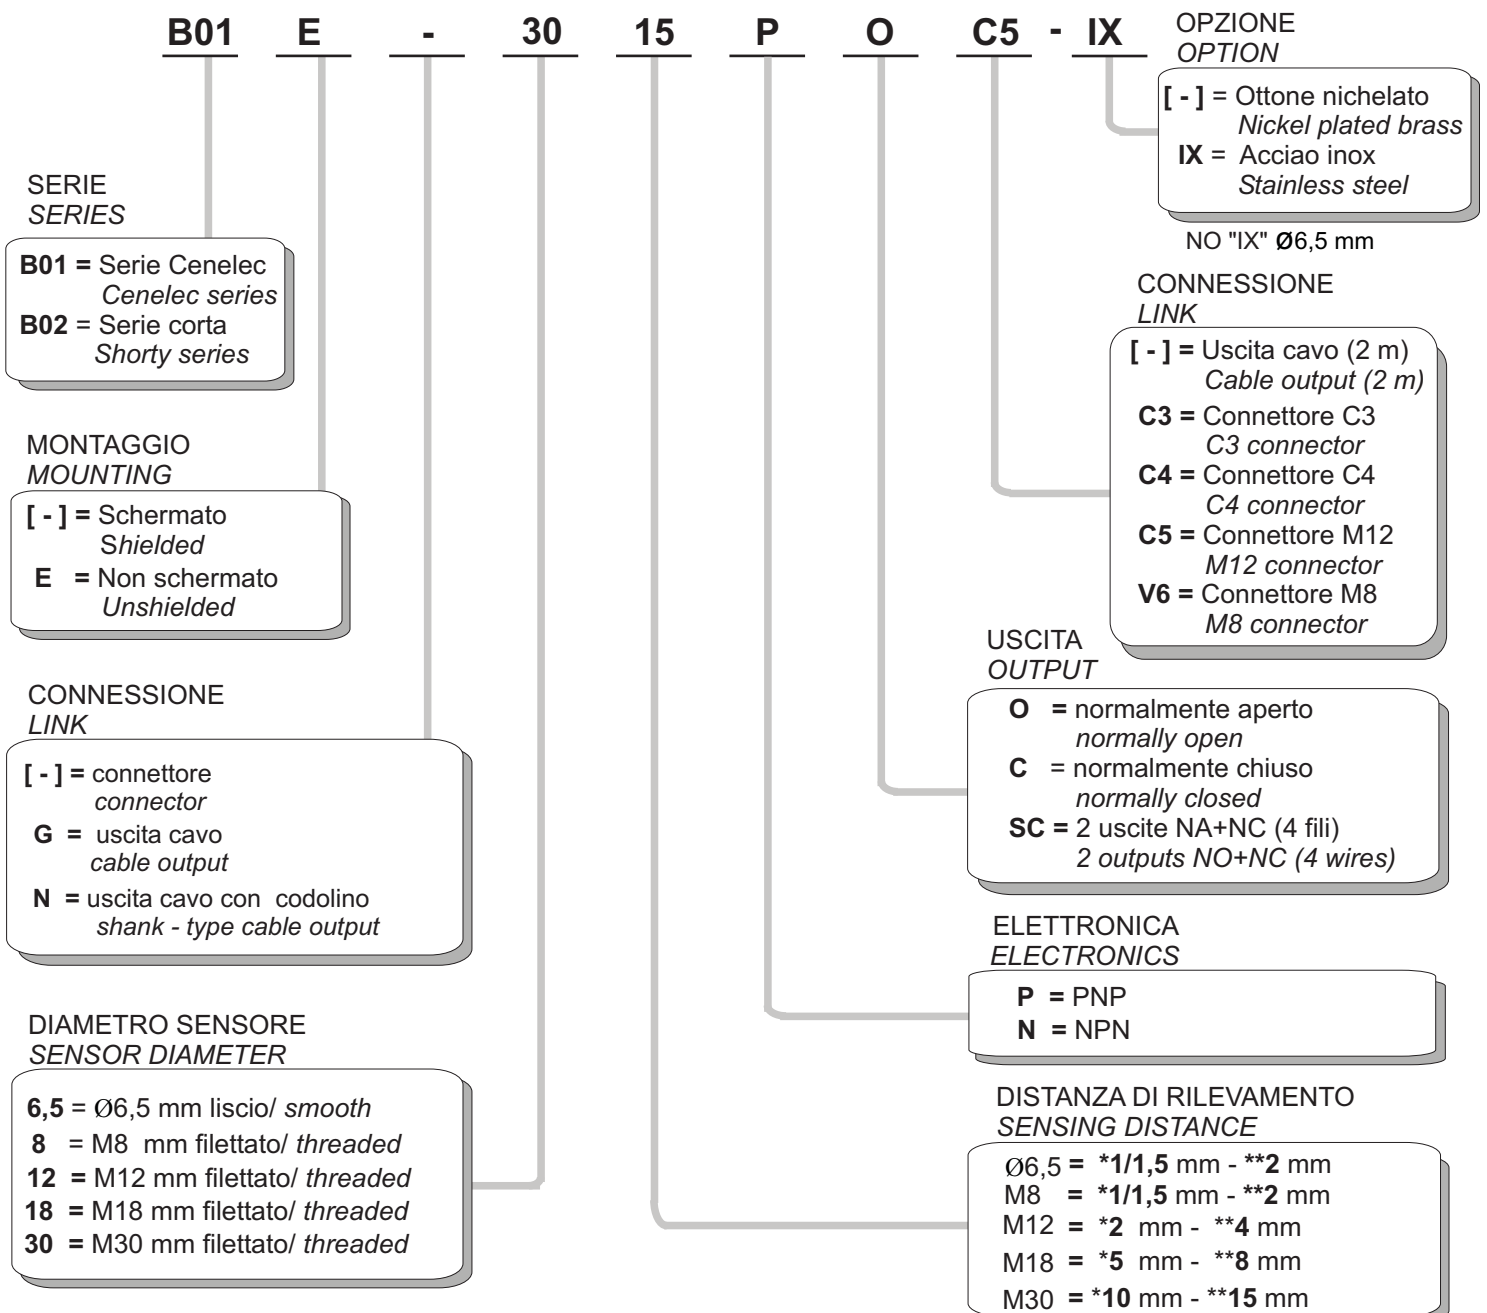 B01 E - 30 15 P O C5 - IX
OPZIONE
OPTION
[ - ] = Ottone nichelato
Nickel plated brass
IX = Acciao inox
Stainless steel
NO "IX" Ø6,5 mm
SERIE
SERIES
B01 = Serie Cenelec
Cenelec series
B02 = Serie corta
Shorty series
MONTAGGIO
MOUNTING
[ - ] = Schermato
Shielded
E = Non schermato
Unshielded
CONNESSIONE
LINK
[ - ] = connettore
connector
G = uscita cavo
cable output
N = uscita cavo con codolino
shank - type cable output
DIAMETRO SENSORE
SENSOR DIAMETER
6,5 = Ø6,5 mm liscio/ smooth
8 = M8 mm filettato/ threaded
12 = M12 mm filettato/ threaded
18 = M18 mm filettato/ threaded
30 = M30 mm filettato/ threaded
CONNESSIONE
LINK
[ - ] = Uscita cavo (2 m)
Cable output (2 m)
C3 = Connettore C3
C3 connector
C4 = Connettore C4
C4 connector
C5 = Connettore M12
M12 connector
V6 = Connettore M8
M8 connector
USCITA
OUTPUT
O = normalmente aperto
normally open
C = normalmente chiuso
normally closed
SC = 2 uscite NA+NC (4 fili)
2 outputs NO+NC (4 wires)
ELETTRONICA
ELECTRONICS
P = PNP
N = NPN
DISTANZA DI RILEVAMENTO
SENSING DISTANCE
Ø6,5 = *1/1,5 mm - **2 mm
M8 = *1/1,5 mm - **2 mm
M12 = *2 mm - **4 mm
M18 = *5 mm - **8 mm
M30 = *10 mm - **15 mm